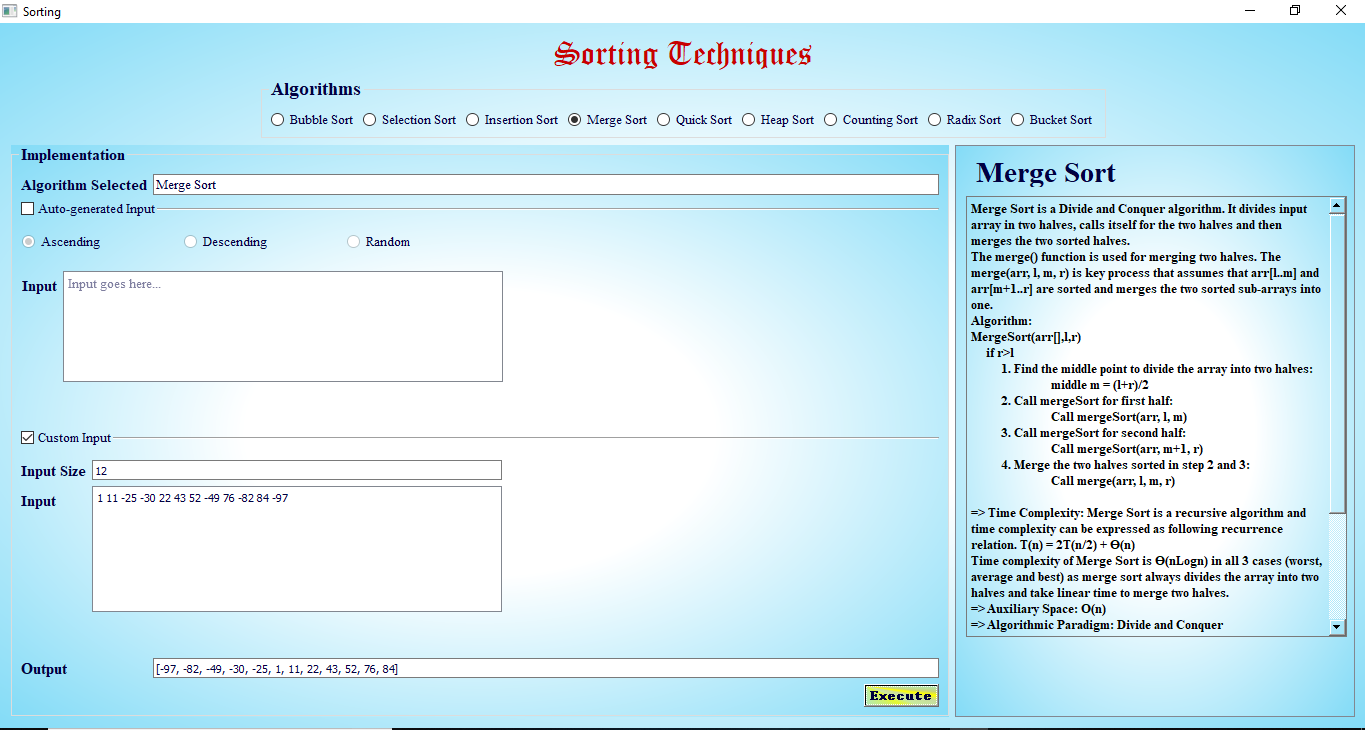 Sorting
Sorting Techniques
Algorithms
Bubble Sort Selection Sort Insertion Sort Merge Sort Quick Sort Heap Sort Counting Sort Radix Sort Bucket Sort
Implementation
Algorithm Selected Merge Sort
Auto-generated Input
Ascending Descending Random
Input Input goes here...
Custom Input
Input Size 12
Input 1 11 -25 -30 22 43 52 -49 76 -82 84 -97
Output [-97, -82, -49, -30, -25, 1, 11, 22, 43, 52, 76, 84]
Execute
Merge Sort
Merge Sort is a Divide and Conquer algorithm. It divides input
array in two halves, calls itself for the two halves and then
merges the two sorted halves.
The merge() function is used for merging two halves. The
merge(arr, l, m, r) is key process that assumes that arr[l..m] and
arr[m+1..r] are sorted and merges the two sorted sub-arrays into
one.
Algorithm:
MergeSort(arr[],l,r)
if r>l
1. Find the middle point to divide the array into two halves:
middle m = (l+r)/2
2. Call mergeSort for first half:
Call mergeSort(arr, l, m)
3. Call mergeSort for second half:
Call mergeSort(arr, m+1, r)
4. Merge the two halves sorted in step 2 and 3:
Call merge(arr, l, m, r)
=> Time Complexity: Merge Sort is a recursive algorithm and
time complexity can be expressed as following recurrence
relation. T(n) = 2T(n/2) + Ө(n)
Time complexity of Merge Sort is Ө(nLogn) in all 3 cases (worst,
average and best) as merge sort always divides the array into two
halves and take linear time to merge two halves.
=> Auxiliary Space: O(n)
=> Algorithmic Paradigm: Divide and Conquer